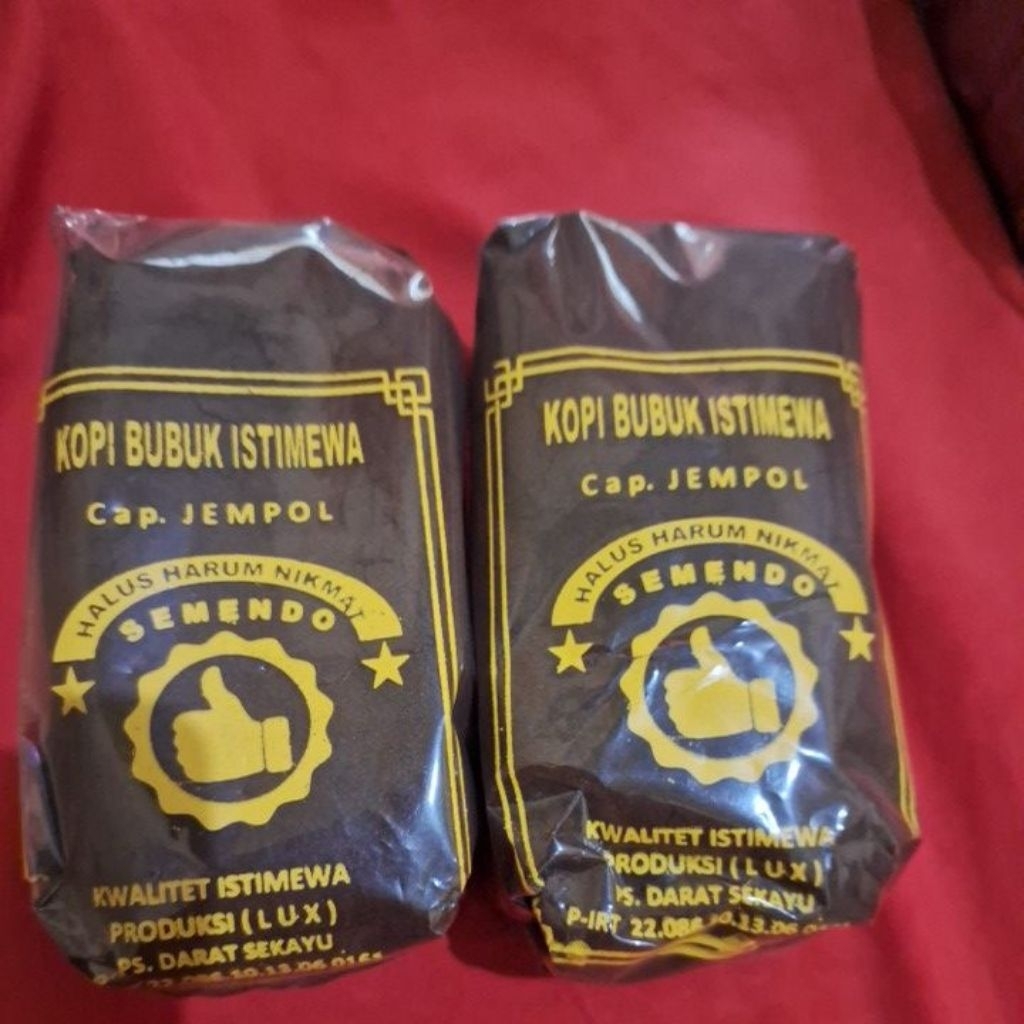 KOPI BUBUK ISTIMEWA
Cap. JEMPOL
HALUS HARUM NIKMAT
SEMENDO
KWALITET ISTIMEWA
PRODUKSI ( L U X )
PS. DARAT SEKAYU
KOPI BUBUK ISTIMEWA
Cap. JEMPOL
HALUS HARUM NIKMAT
SEMENDO
KWALITET ISTIMEWA
PRODUKSI ( L U X )
PS. DARAT SEKAYU
P-IRT